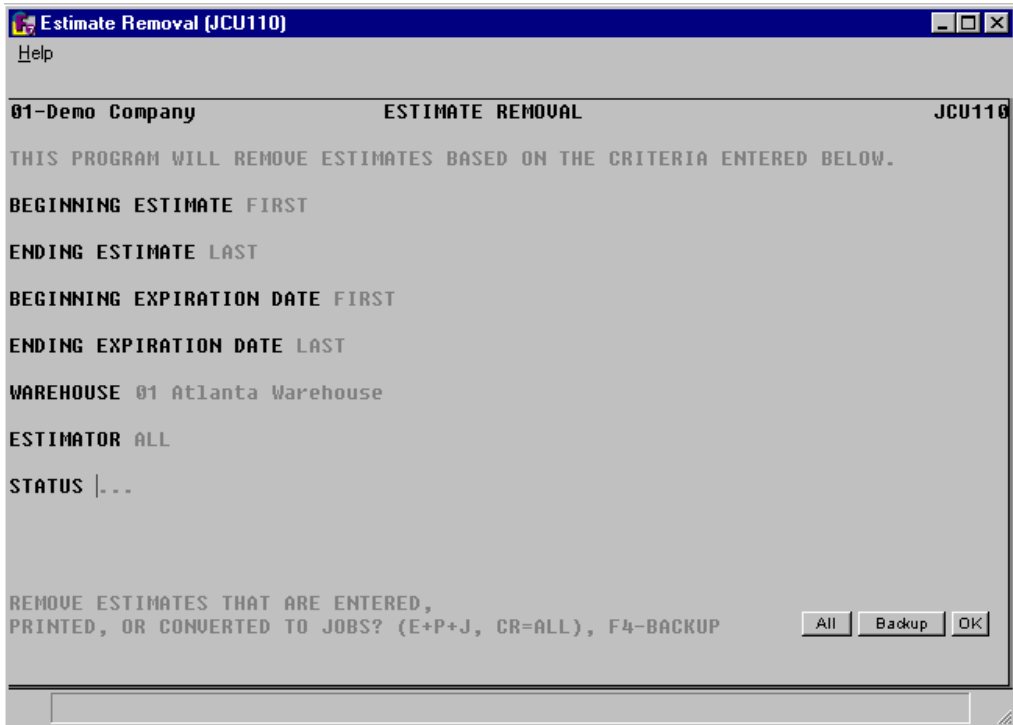 Estimate Removal (JCU110)
Help
01-Demo Company ESTIMATE REMOVAL JCU110
THIS PROGRAM WILL REMOVE ESTIMATES BASED ON THE CRITERIA ENTERED BELOW.
BEGINNING ESTIMATE FIRST
ENDING ESTIMATE LAST
BEGINNING EXPIRATION DATE FIRST
ENDING EXPIRATION DATE LAST
WAREHOUSE 01 Atlanta Warehouse
ESTIMATOR ALL
STATUS ...
REMOVE ESTIMATES THAT ARE ENTERED,
PRINTED, OR CONVERTED TO JOBS? (E+P+J, CR=ALL), F4-BACKUP All Backup OK